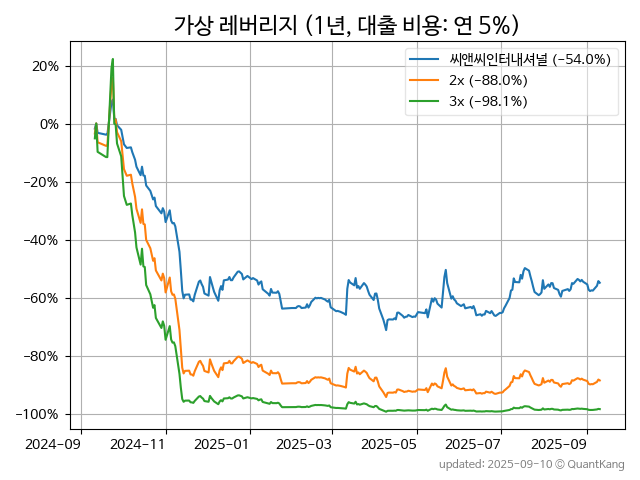 가상 레버리지 (1년, 대출 비용: 연 5%)
씨앤씨인터내셔널 (-54.0%)
2x (-88.0%)
3x (-98.1%)
20%
0%
-20%
-40%
-60%
-80%
-100%
2024-09 2024-11 2025-01 2025-03 2025-05 2025-07 2025-09
updated: 2025-09-10 © QuantKang